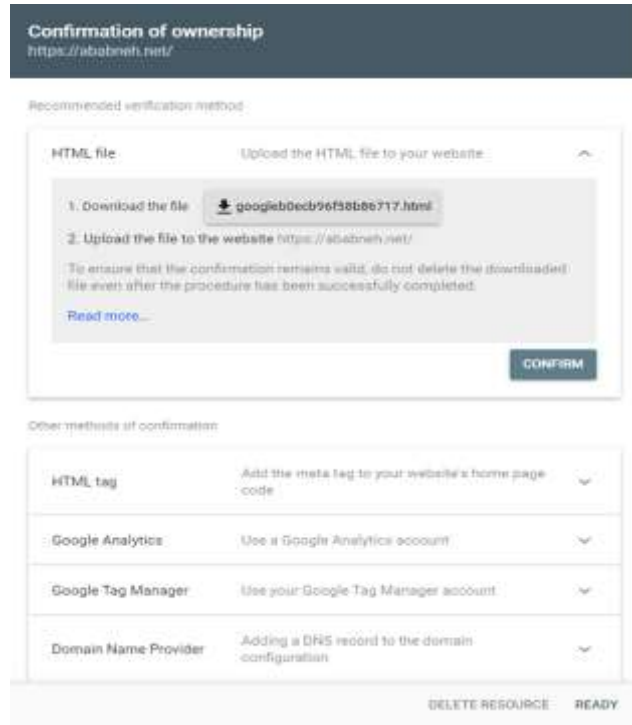 Confirmation of ownership
https://ababneh.net/
Recommended verification method
HTML file
Upload the HTML file to your website
1. Download the file
googleb0ecb96f58b86717.html
2. Upload the file to the website https://ababneh.net/
To ensure that the confirmation remains valid, do not delete the downloaded
file even after the procedure has been successfully completed.
Read more...
CONFIRM
Other methods of confirmation
HTML tag
Add the meta tag to your website's home page
code
Google Analytics
Use a Google Analytics account
Google Tag Manager
Use your Google Tag Manager account
Domain Name Provider
Adding a DNS record to the domain
configuration
DELETE RESOURCE
READY